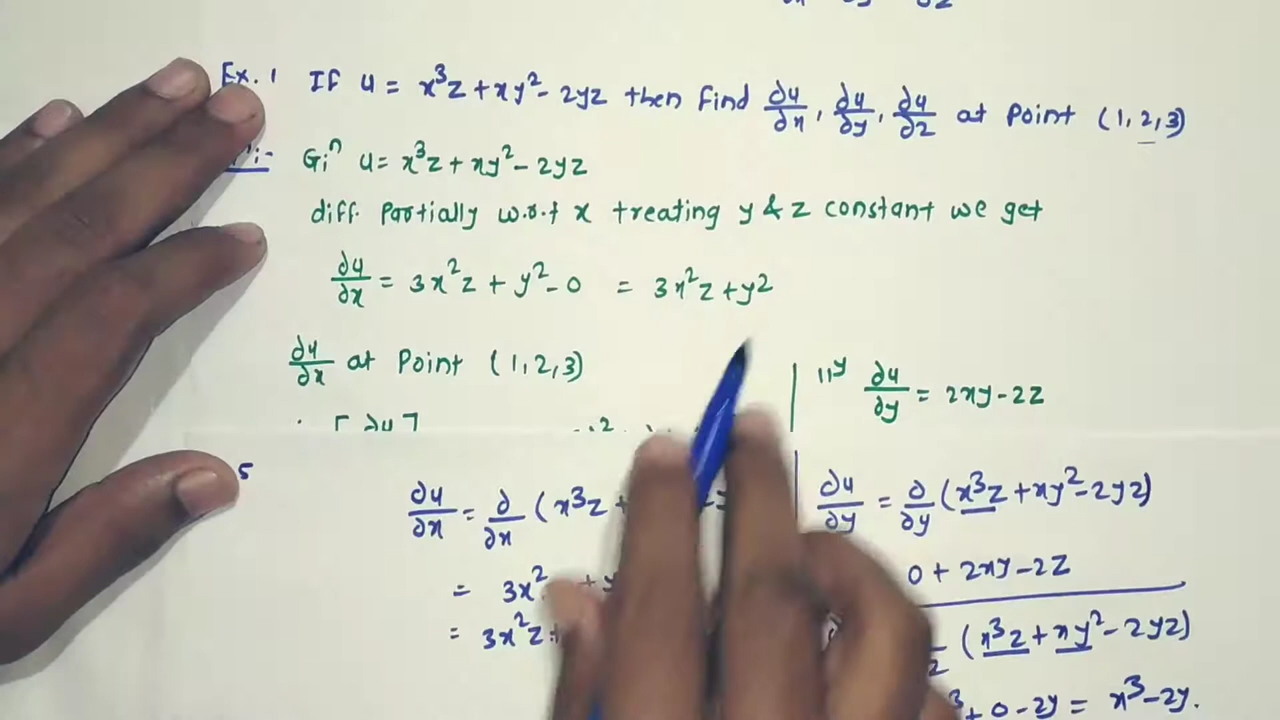 Ex. 1 If u = x³z + xy² - 2yz then find ∂u/∂x, ∂u/∂y, ∂u/∂z at point (1, 2, 3)
Giⁿ u = x³z + xy² - 2yz
diff. partially w.r.t x treating y & z constant we get
∂u/∂x = 3x²z + y² - 0 = 3x²z + y²
∂u/∂x at point (1, 2, 3)
|||y ∂u/∂y = 2xy - 2z
5
∂u/∂x = ∂/∂x (x³z
= 3x²
= 3x²z
∂u/∂y = ∂/∂y (x³z + xy² - 2yz)
0 + 2xy - 2z
(x³z + xy² - 2yz)
+ 0 - 2y = x³ - 2y.